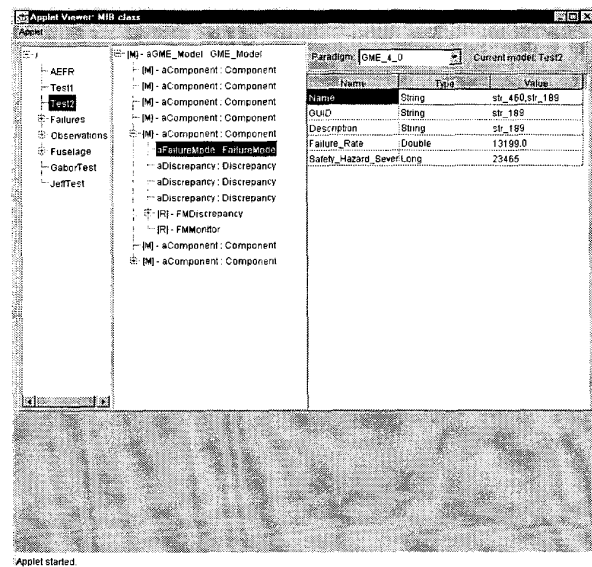 Applet Viewer: MIB.class
Applet
/
AEFR
Test1
Test2
Failures
Observations
Fuselage
GaborTest
JeffTest
[M] - aGME_Model : GME_Model
[M] - aComponent : Component
[M] - aComponent : Component
[M] - aComponent : Component
[M] - aComponent : Component
[M] - aComponent : Component
aFailureMode : FailureMode
aDiscrepancy : Discrepancy
aDiscrepancy : Discrepancy
aDiscrepancy : Discrepancy
[R] - FMDiscrepancy
[R] - FMMonitor
[M] - aComponent : Component
[M] - aComponent : Component
Paradigm: GME_4_0 Current model: Test2
Name Type Value
Name String str_460,str_189
GUID String str_189
Description String str_189
Failure_Rate Double 13199.0
Safety_Hazard_Sever Long 23465
Applet started.